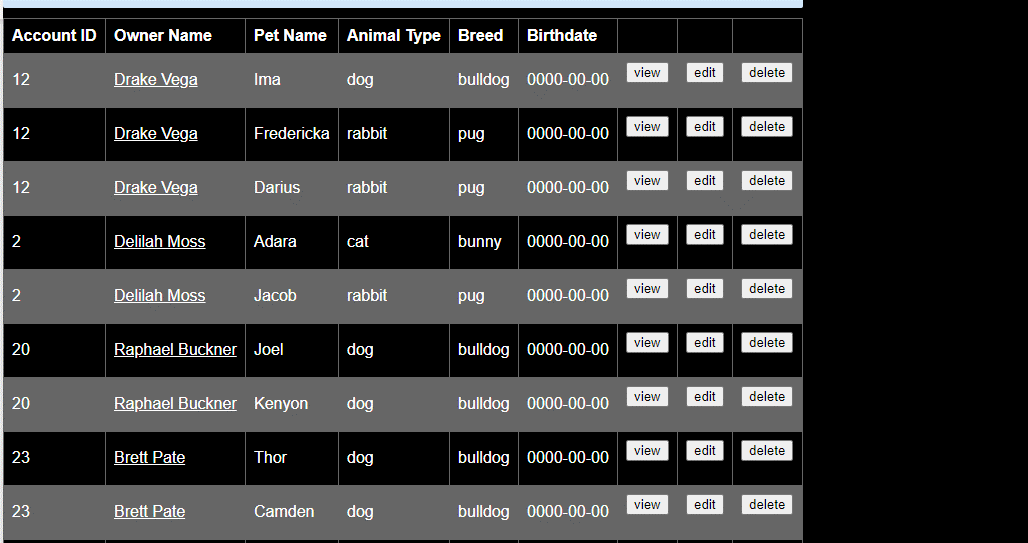 Account ID Owner Name Pet Name Animal Type Breed Birthdate
12 Drake Vega Ima dog bulldog 0000-00-00 view edit delete
12 Drake Vega Fredericka rabbit pug 0000-00-00 view edit delete
12 Drake Vega Darius rabbit pug 0000-00-00 view edit delete
2 Delilah Moss Adara cat bunny 0000-00-00 view edit delete
2 Delilah Moss Jacob rabbit pug 0000-00-00 view edit delete
20 Raphael Buckner Joel dog bulldog 0000-00-00 view edit delete
20 Raphael Buckner Kenyon dog bulldog 0000-00-00 view edit delete
23 Brett Pate Thor dog bulldog 0000-00-00 view edit delete
23 Brett Pate Camden dog bulldog 0000-00-00 view edit delete